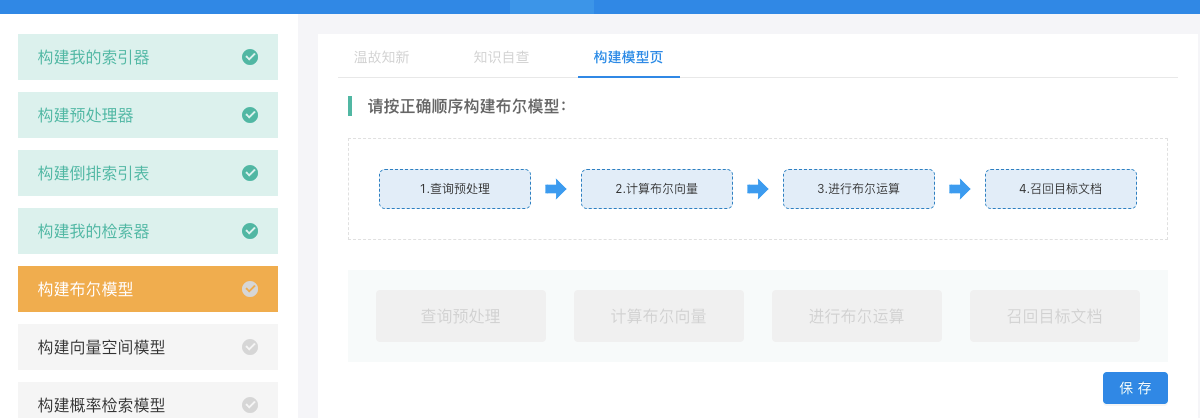 构建我的索引器
构建预处理器
构建倒排索引表
构建我的检索器
构建布尔模型
构建向量空间模型
构建概率检索模型
温故知新 知识自查 构建模型页
请按正确顺序构建布尔模型：
1.查询预处理 2.计算布尔向量 3.进行布尔运算 4.召回目标文档
查询预处理 计算布尔向量 进行布尔运算 召回目标文档
保 存